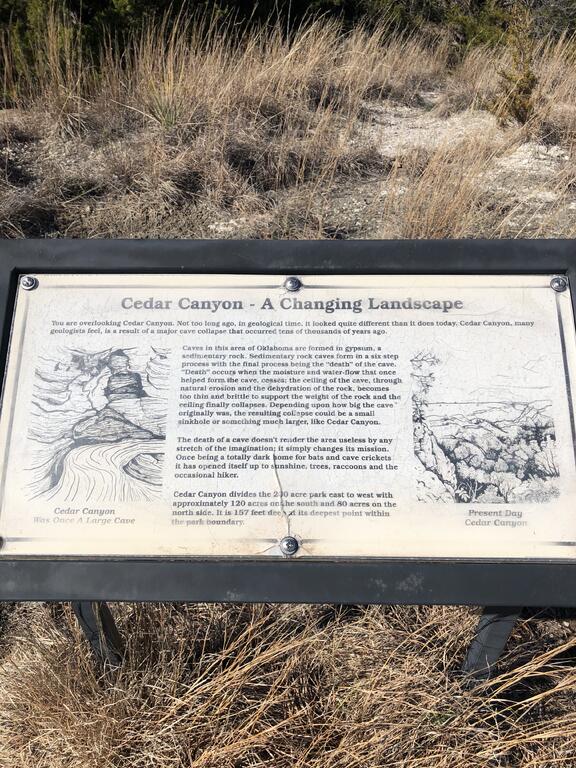 Cedar Canyon - A Changing Landscape
You are overlooking Cedar Canyon. Not too long ago, in geological time, it looked quite different than it does today. Cedar Canyon, many
geologists feel, is a result of a major cave collapse that occurred tens of thousands of years ago.
Caves in this area of Oklahoma are formed in gypsum, a
sedimentary rock. Sedimentary rock caves form in a six-step
process with the final process being the "death" of the cave.
"Death" occurs when the moisture and water-flow that once
helped form the cave, ceases; the ceiling of the cave, through
natural erosion and the dehydration of the rock, becomes
too thin and brittle to support the weight of the rock and the
ceiling finally collapses. Depending upon how big the cave
originally was, the resulting collapse could be a small
sinkhole or something much larger, like Cedar Canyon.
The death of a cave doesn't render the area useless by any
stretch of the imagination; it simply changes its mission.
Once being a totally dark home for bats and cave crickets
it has opened itself up to sunshine, trees, raccoons and the
occasional hiker.
Cedar Canyon divides the 200 acre park east to west with
approximately 120 acres on the south and 80 acres on the
north side. It is 157 feet deep at its deepest point within
the park boundary.
Cedar Canyon
Was Once A Large Cave
Present Day
Cedar Canyon